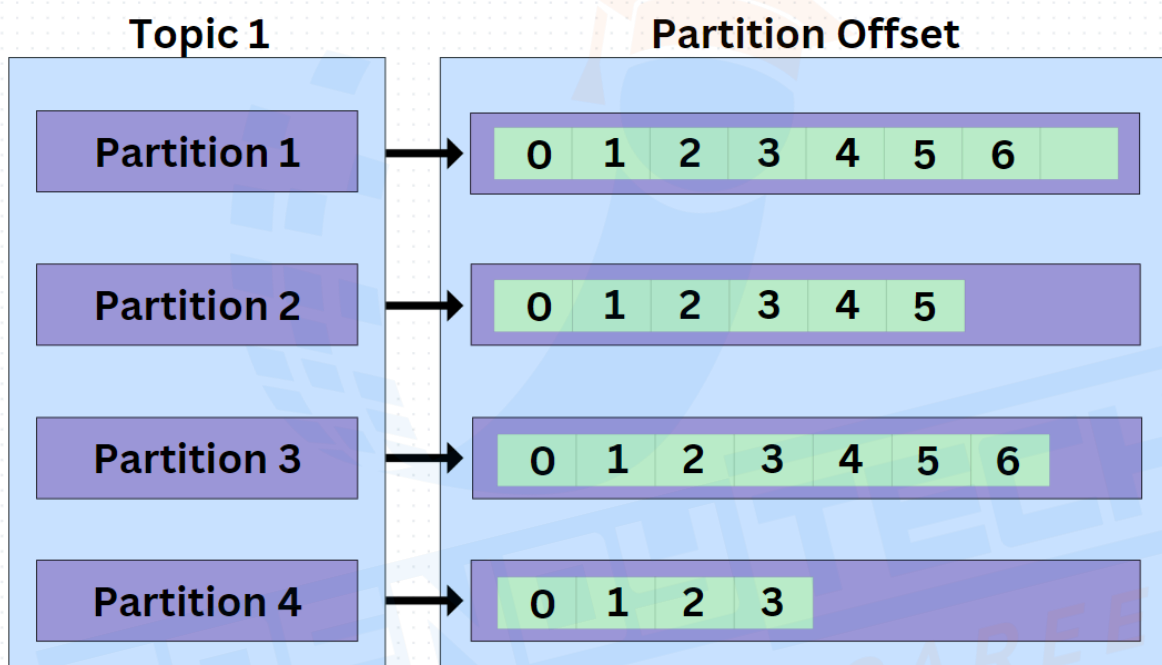 Topic 1 Partition Offset
Partition 1 0 1 2 3 4 5 6
Partition 2 0 1 2 3 4 5
Partition 3 0 1 2 3 4 5 6
Partition 4 0 1 2 3